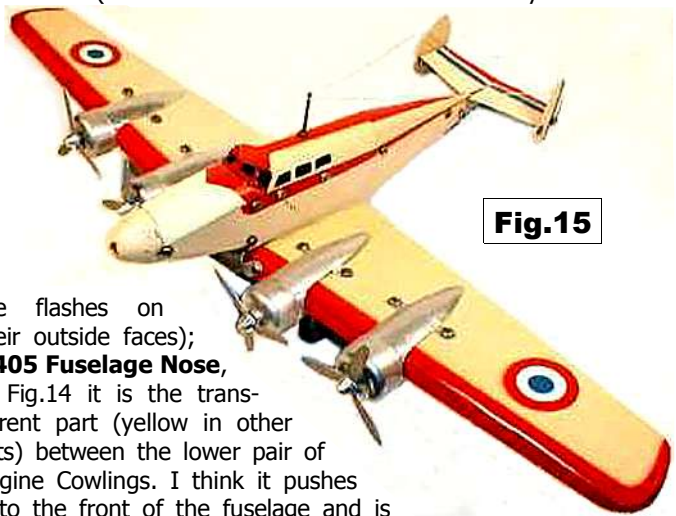 Fig.15
e flashes on
eir outside faces);
405 Fuselage Nose,
Fig.14 it is the trans-
rent part (yellow in other
ts) between the lower pair of
gine Cowlings. I think it pushes
to the front of the fuselage and is